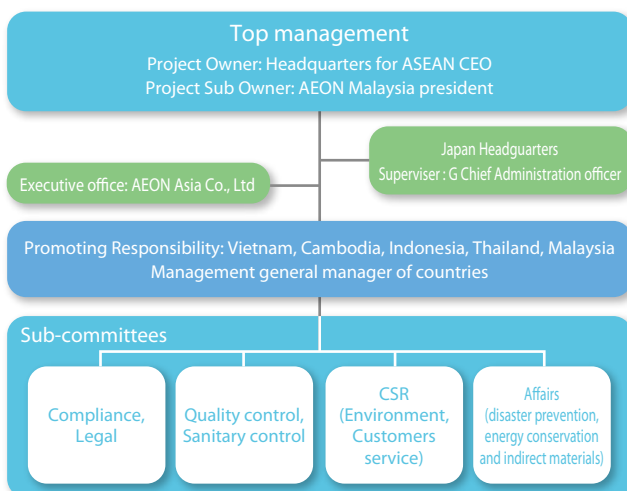 Top management
Project Owner: Headquarters for ASEAN CEO
Project Sub Owner: AEON Malaysia president
Japan Headquarters
Superviser : G Chief Administration officer
Executive office: AEON Asia Co., Ltd
Promoting Responsibility: Vietnam, Cambodia, Indonesia, Thailand, Malaysia
Management general manager of countries
Sub-committees
Compliance,
Legal
Quality control,
Sanitary control
CSR
(Environment,
Customers
service)
Affairs
(disaster prevention,
energy conservation
and indirect materials)